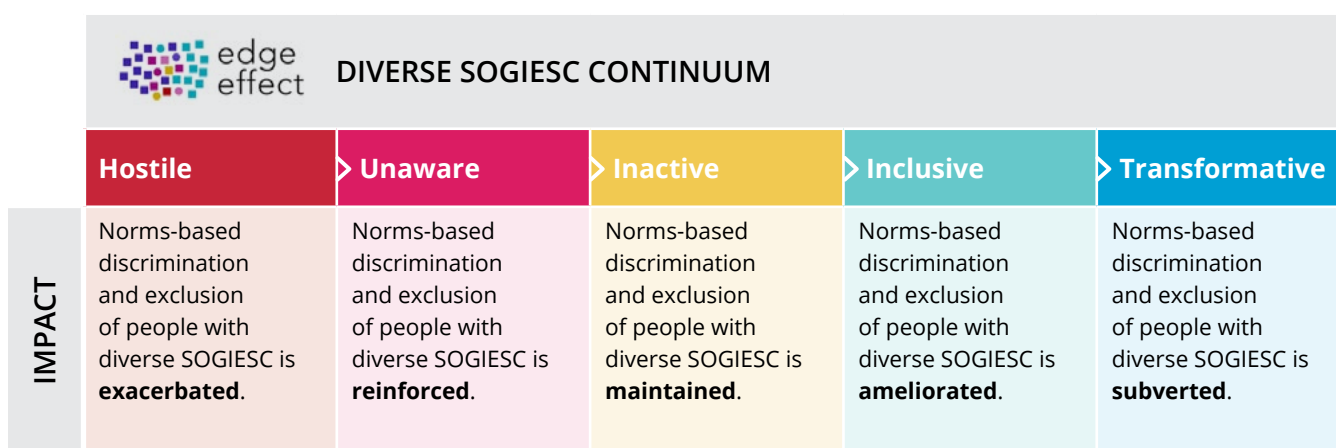 edge
effect
DIVERSE SOGIESC CONTINUUM
Hostile
Unaware
Inactive
Inclusive
Transformative
IMPACT
Norms-based
discrimination
and exclusion
of people with
diverse SOGIESC is
exacerbated.
Norms-based
discrimination
and exclusion
of people with
diverse SOGIESC is
reinforced.
Norms-based
discrimination
and exclusion
of people with
diverse SOGIESC is
maintained.
Norms-based
discrimination
and exclusion
of people with
diverse SOGIESC is
ameliorated.
Norms-based
discrimination
and exclusion
of people with
diverse SOGIESC is
subverted.